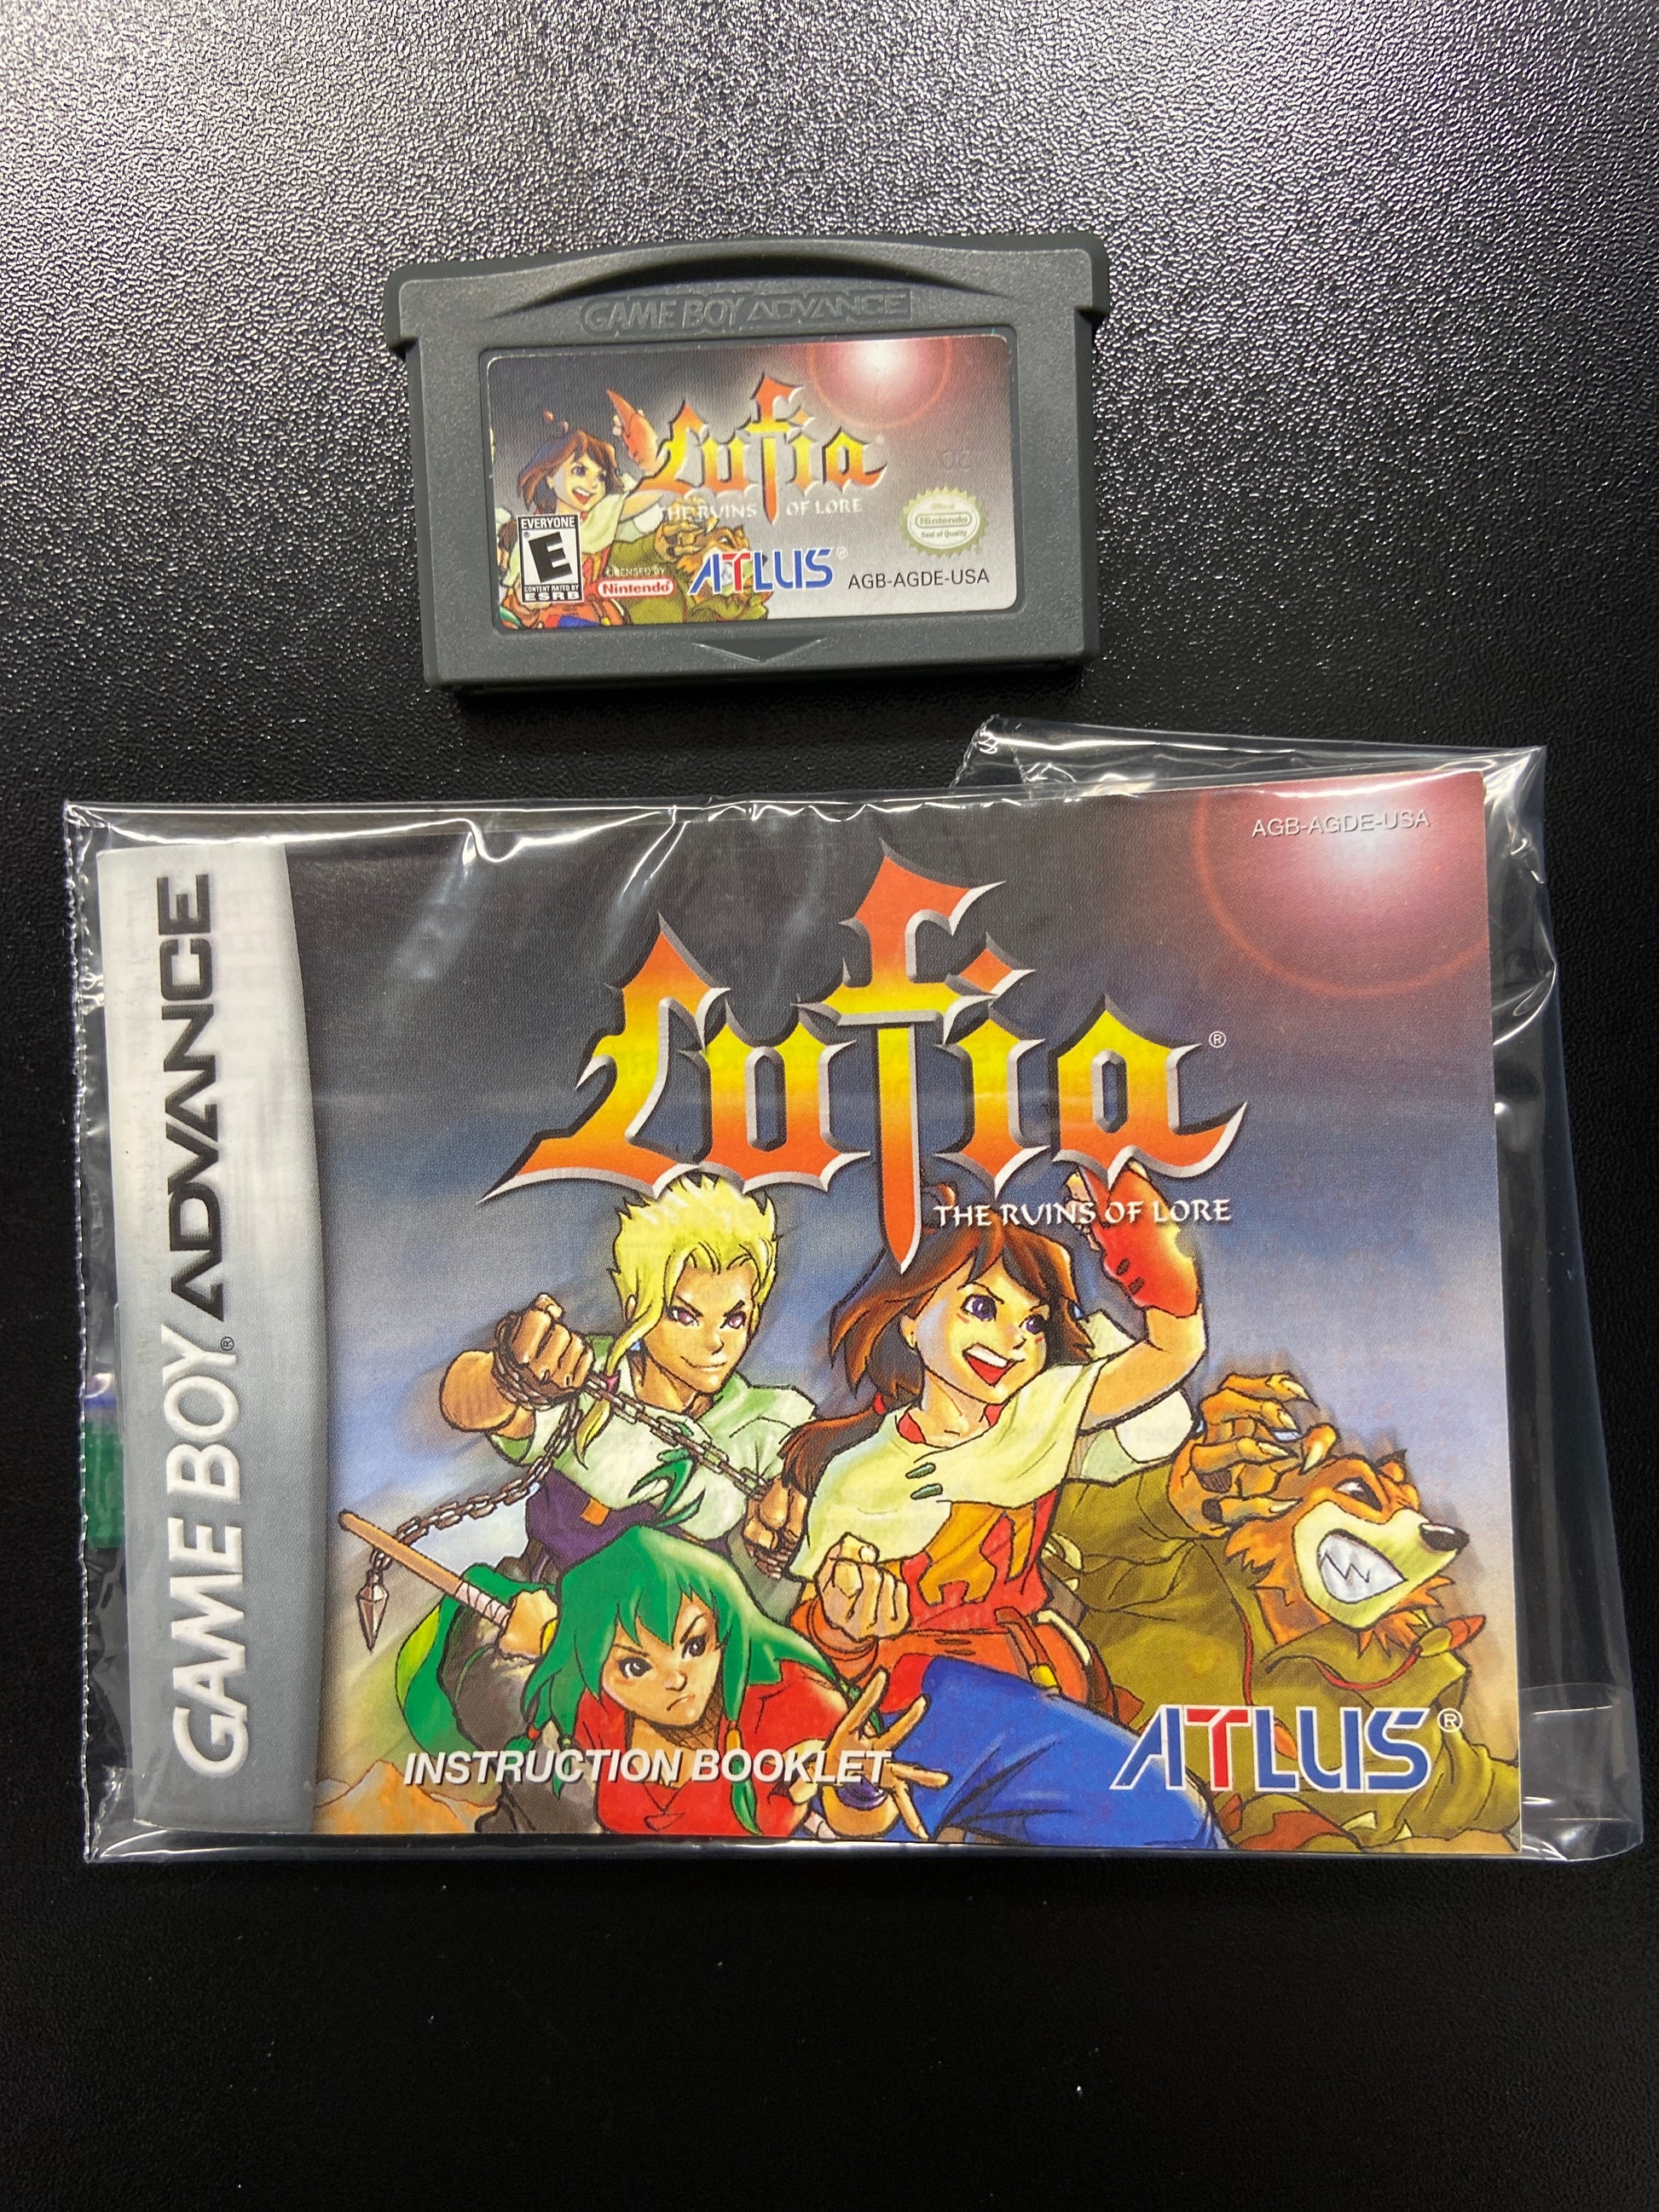 GAME BOY ADVANCE
Lufia®
THE RUINS OF LORE
EVERYONE
E
CONTENT RATED BY
ESRB
LICENSED BY
Nintendo
ATLUS®
Official
Nintendo
Seal of Quality
AGB-AGDE-USA
GAME BOY® ADVANCE
AGB-AGDE-USA
Lufia®
THE RUINS OF LORE
INSTRUCTION BOOKLET
ATLUS®